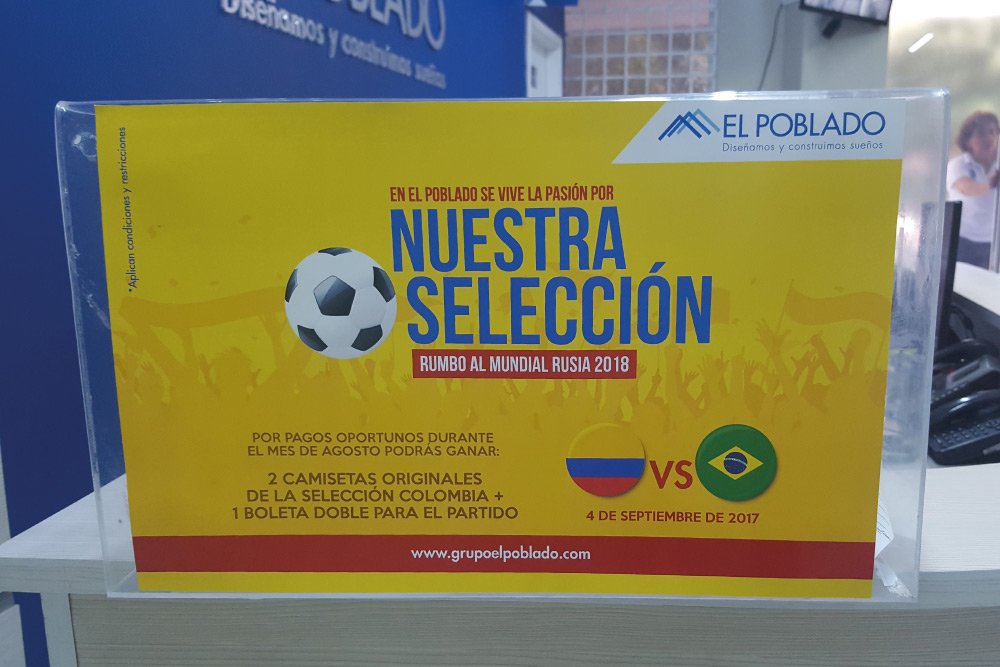 POBLADO
Diseñamos y construimos sueños
*Aplican condiciones y restricciones
EL POBLADO
Diseñamos y construimos sueños
EN EL POBLADO SE VIVE LA PASIÓN POR
NUESTRA
SELECCIÓN
RUMBO AL MUNDIAL RUSIA 2018
POR PAGOS OPORTUNOS DURANTE
EL MES DE AGOSTO PODRÁS GANAR:
2 CAMISETAS ORIGINALES
DE LA SELECCIÓN COLOMBIA +
1 BOLETA DOBLE PARA EL PARTIDO
VS
4 DE SEPTIEMBRE DE 2017
www.grupoelpoblado.com